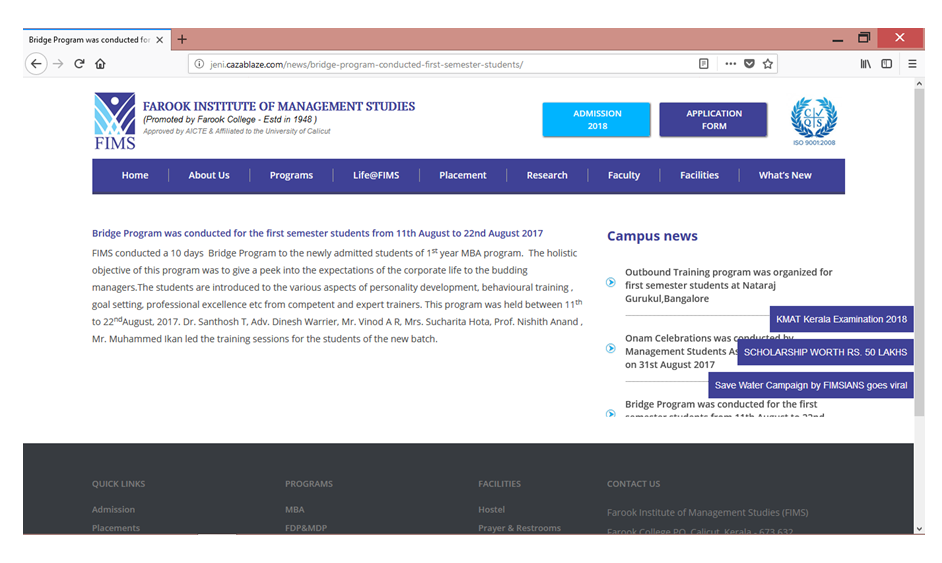 Bridge Program was conducted for
jeni.cazablaze.com/news/bridge-program-conducted-first-semester-students/
FIMS
FAROOK INSTITUTE OF MANAGEMENT STUDIES
(Promoted by Farook College - Estd in 1948 )
Approved by AICTE & Affiliated to the University of Calicut
ADMISSION
2018
APPLICATION
FORM
CV
QS
ISO 9001:2008
Home About Us Programs Life@FIMS Placement Research Faculty Facilities What's New
Bridge Program was conducted for the first semester students from 11th August to 22nd August 2017
FIMS conducted a 10 days Bridge Program to the newly admitted students of 1st year MBA program. The holistic
objective of this program was to give a peek into the expectations of the corporate life to the budding
managers.The students are introduced to the various aspects of personality development, behavioural training ,
goal setting, professional excellence etc from competent and expert trainers. This program was held between 11th
to 22ndAugust, 2017. Dr. Santhosh T, Adv. Dinesh Warrier, Mr. Vinod A R, Mrs. Sucharita Hota, Prof. Nishith Anand ,
Mr. Muhammed Ikan led the training sessions for the students of the new batch.
Campus news
Outbound Training program was organized for
first semester students at Nataraj
Gurukul,Bangalore
KMAT Kerala Examination 2018
Onam Celebrations was conducted by
Management Students As
SCHOLARSHIP WORTH RS. 50 LAKHS
on 31st August 2017
Save Water Campaign by FIMSIANS goes viral
Bridge Program was conducted for the first
semester students from 11th August to 22nd
QUICK LINKS
Admission
Placements
PROGRAMS
MBA
FDP&MDP
FACILITIES
Hostel
Prayer & Restrooms
CONTACT US
Farook Institute of Management Studies (FIMS)
Farook College PO, Calicut, Kerala - 673 632